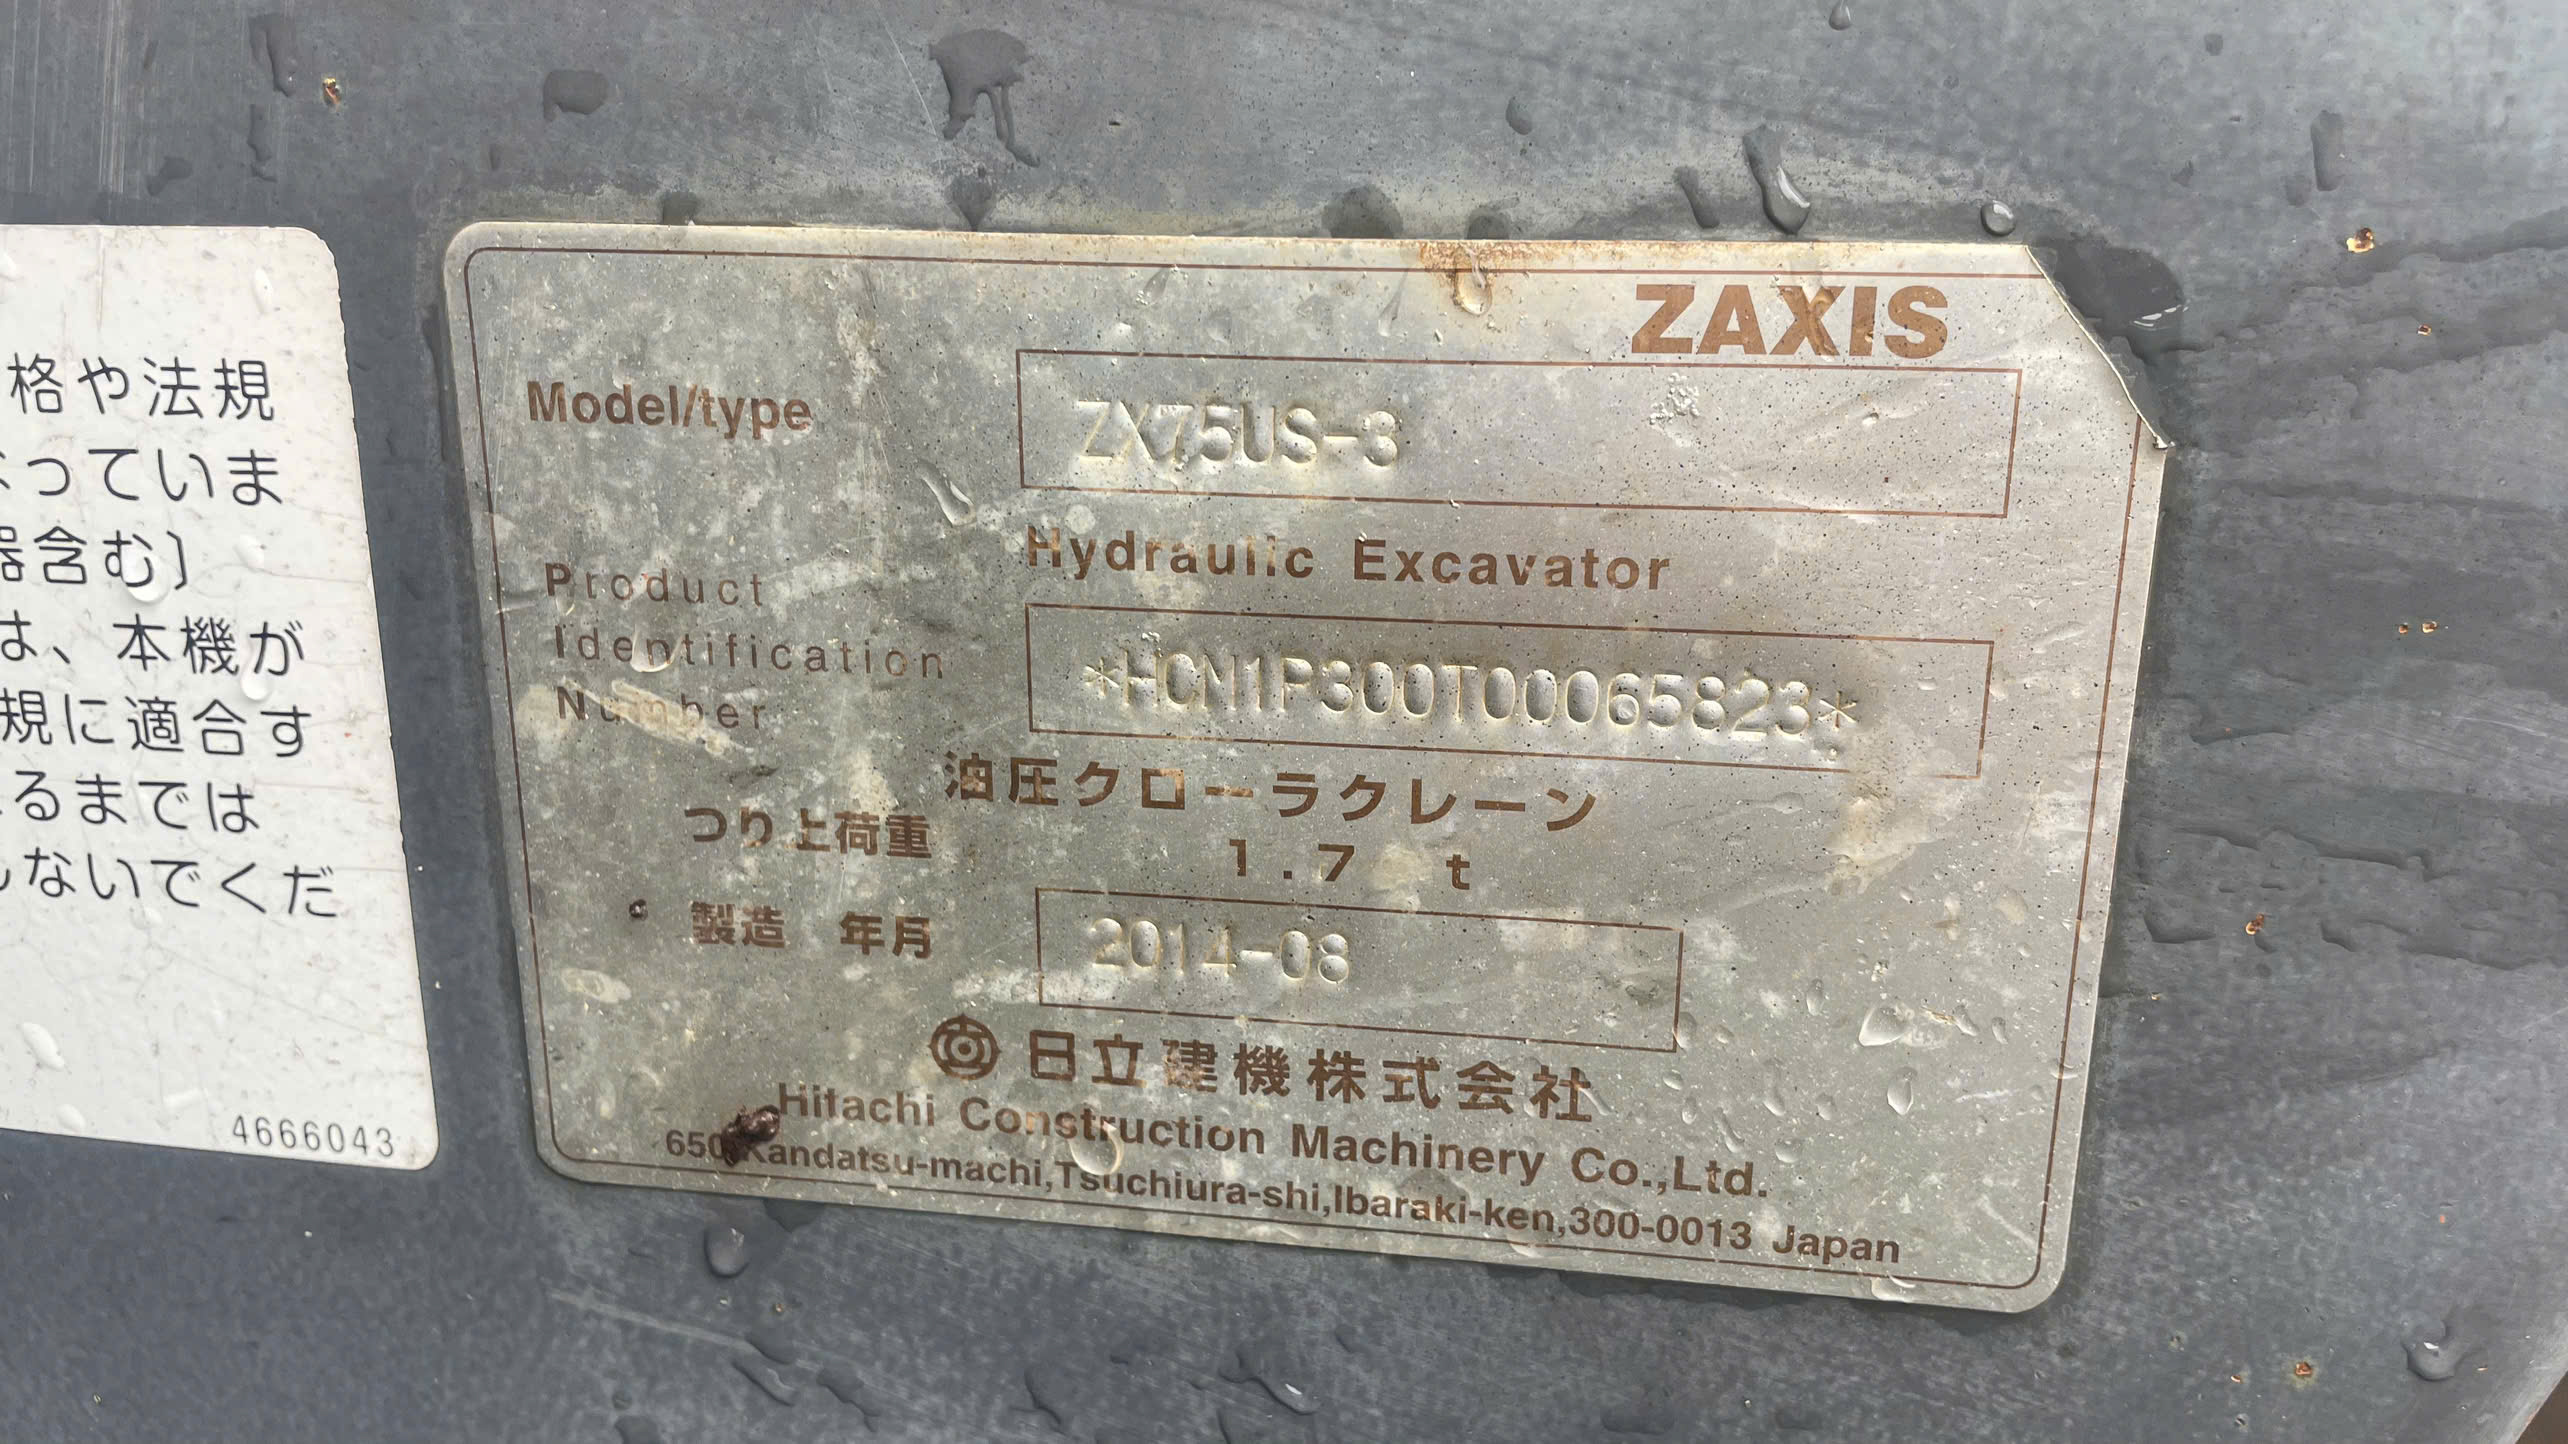 格や法規
っていま
器含む〕
は、本機が
規に適合す
るまでは
ないでくだ
4666043
ZAXIS
Model/type
ZX75US-3
Hydraulic Excavator
Product
Identification
Number
*HCN1P300T00065823*
油圧クローラクレーン
つり上荷重 1.7 t
製造 年月 2014-08
日立建機株式会社
Hitachi Construction Machinery Co.,Ltd.
650,Kandatsu-machi,Tsuchiura-shi,Ibaraki-ken,300-0013 Japan